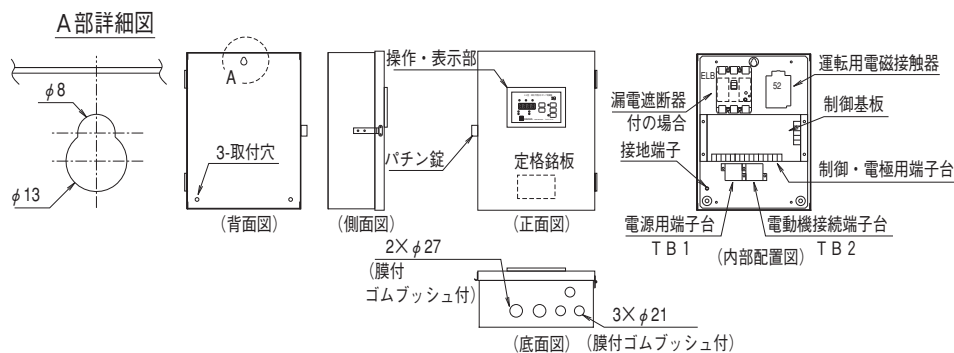 A部詳細図
φ8
φ13
A
3-取付穴
(背面図)
(側面図)
操作・表示部
パチン錠
定格銘板
(正面図)
ELB
52
漏電遮断器
付の場合
接地端子
運転用電磁接触器
制御基板
制御・電極用端子台
電源用端子台
TB1
電動機接続端子台
TB2
(内部配置図)
2×φ27
(膜付
ゴムブッシュ付)
3×φ21
(膜付ゴムブッシュ付)
(底面図)